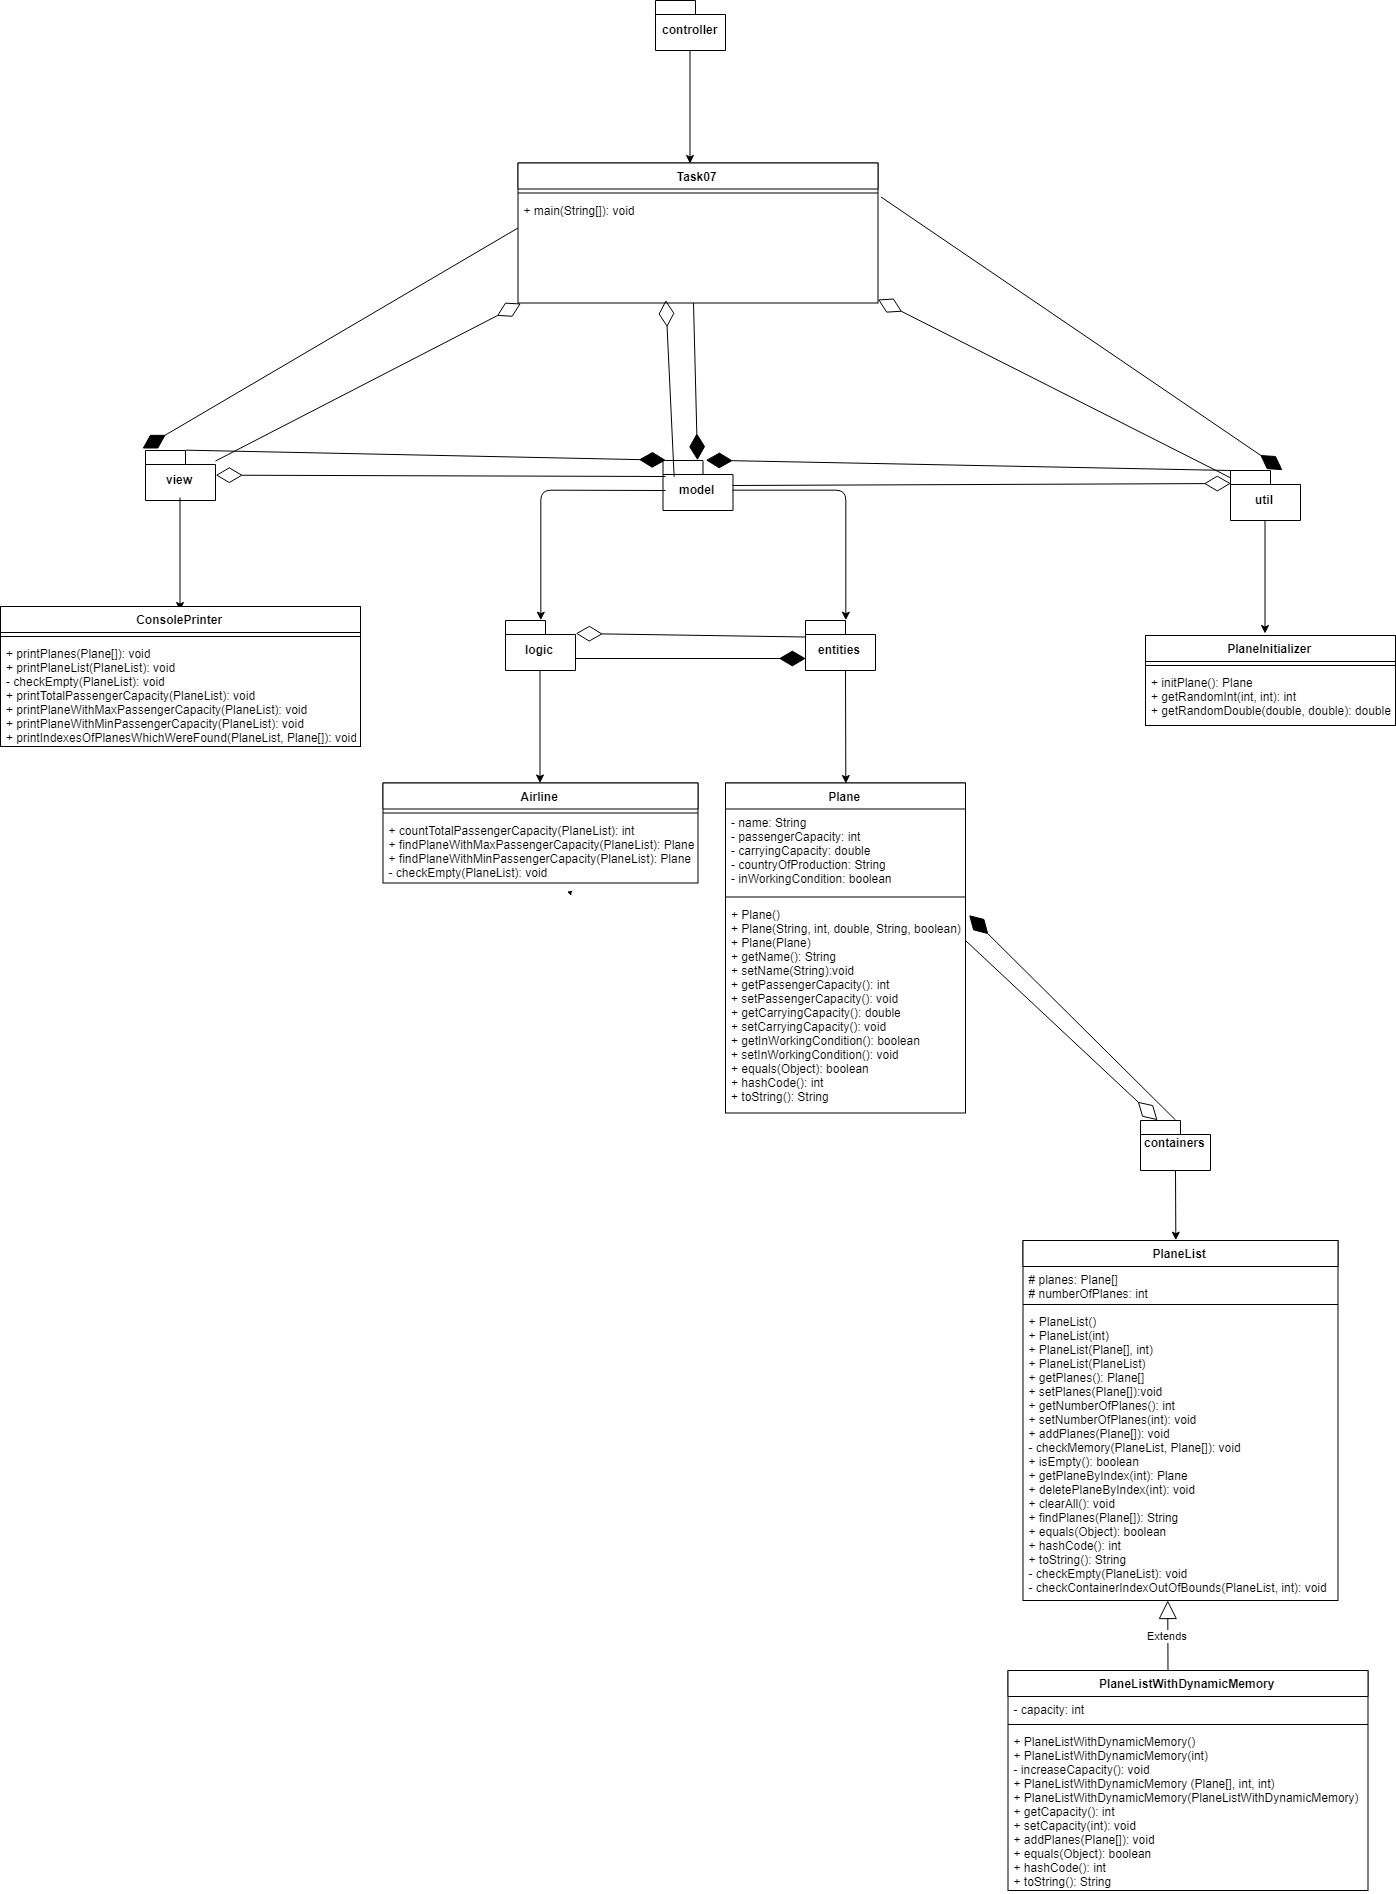 controller
Task07
+ main(String[]): void
view
model
util
ConsolePrinter
+ printPlanes(Plane[]): void
+ printPlaneList(PlaneList): void
- checkEmpty(PlaneList): void
+ printTotalPassengerCapacity(PlaneList): void
+ printPlaneWithMaxPassengerCapacity(PlaneList): void
+ printPlaneWithMinPassengerCapacity(PlaneList): void
+ printIndexesOfPlanesWhichWereFound(PlaneList, Plane[]): void
logic
entities
PlaneInitializer
+ initPlane(): Plane
+ getRandomInt(int, int): int
+ getRandomDouble(double, double): double
Airline
+ countTotalPassengerCapacity(PlaneList): int
+ findPlaneWithMaxPassengerCapacity(PlaneList): Plane
+ findPlaneWithMinPassengerCapacity(PlaneList): Plane
- checkEmpty(PlaneList): void
Plane
- name: String
- passengerCapacity: int
- carryingCapacity: double
- countryOfProduction: String
- inWorkingCondition: boolean
+ Plane()
+ Plane(String, int, double, String, boolean)
+ Plane(Plane)
+ getName(): String
+ setName(String):void
+ getPassengerCapacity(): int
+ setPassengerCapacity(): void
+ getCarryingCapacity(): double
+ setCarryingCapacity(): void
+ getInWorkingCondition(): boolean
+ setInWorkingCondition(): void
+ equals(Object): boolean
+ hashCode(): int
+ toString(): String
containers
PlaneList
# planes: Plane[]
# numberOfPlanes: int
+ PlaneList()
+ PlaneList(int)
+ PlaneList(Plane[], int)
+ PlaneList(PlaneList)
+ getPlanes(): Plane[]
+ setPlanes(Plane[]):void
+ getNumberOfPlanes(): int
+ setNumberOfPlanes(int): void
+ addPlanes(Plane[]): void
- checkMemory(PlaneList, Plane[]): void
+ isEmpty(): boolean
+ getPlaneByIndex(int): Plane
+ deletePlaneByIndex(int): void
+ clearAll(): void
+ findPlanes(Plane[]): String
+ equals(Object): boolean
+ hashCode(): int
+ toString(): String
- checkEmpty(PlaneList): void
- checkContainerIndexOutOfBounds(PlaneList, int): void
Extends
PlaneListWithDynamicMemory
- capacity: int
+ PlaneListWithDynamicMemory()
+ PlaneListWithDynamicMemory(int)
- increaseCapacity(): void
+ PlaneListWithDynamicMemory (Plane[], int, int)
+ PlaneListWithDynamicMemory(PlaneListWithDynamicMemory)
+ getCapacity(): int
+ setCapacity(int): void
+ addPlanes(Plane[]): void
+ equals(Object): boolean
+ hashCode(): int
+ toString(): String